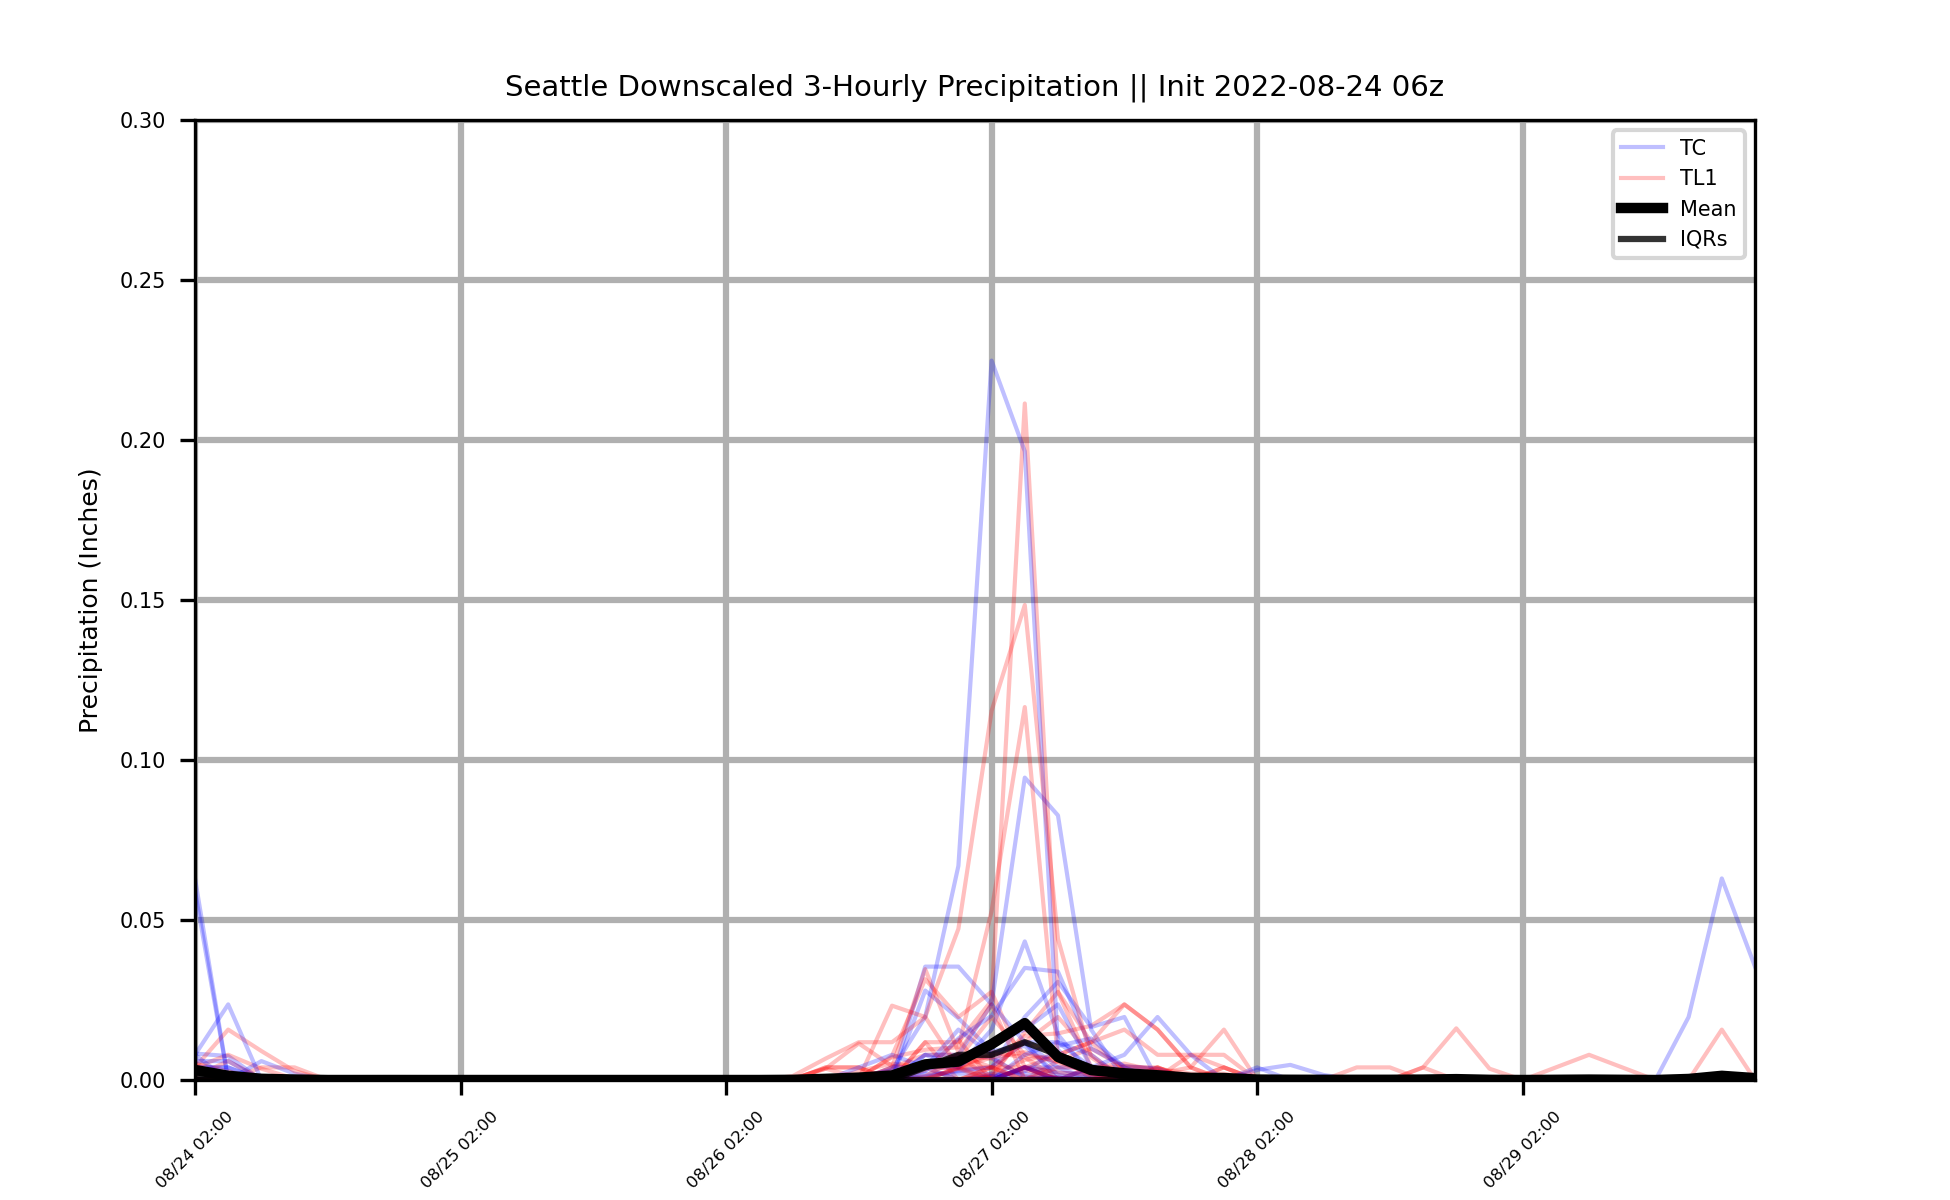 Seattle Downscaled 3-Hourly Precipitation || Init 2022-08-24 06z
TC
TL1
Mean
IQRs
Precipitation (Inches)
0.30
0.25
0.20
0.15
0.10
0.05
0.00
08/24 02:00
08/25 02:00
08/26 02:00
08/27 02:00
08/28 02:00
08/29 02:00